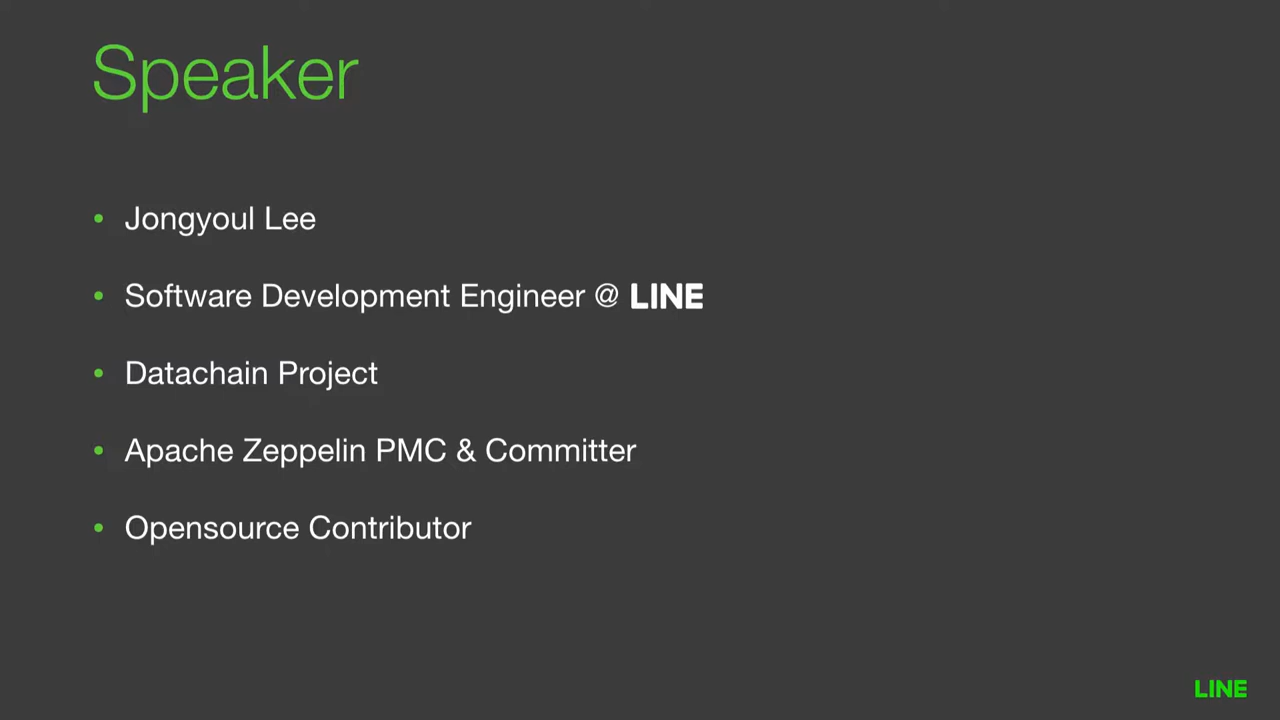 Speaker
• Jongyoul Lee
• Software Development Engineer @ LINE
• Datachain Project
• Apache Zeppelin PMC & Committer
• Opensource Contributor
LINE